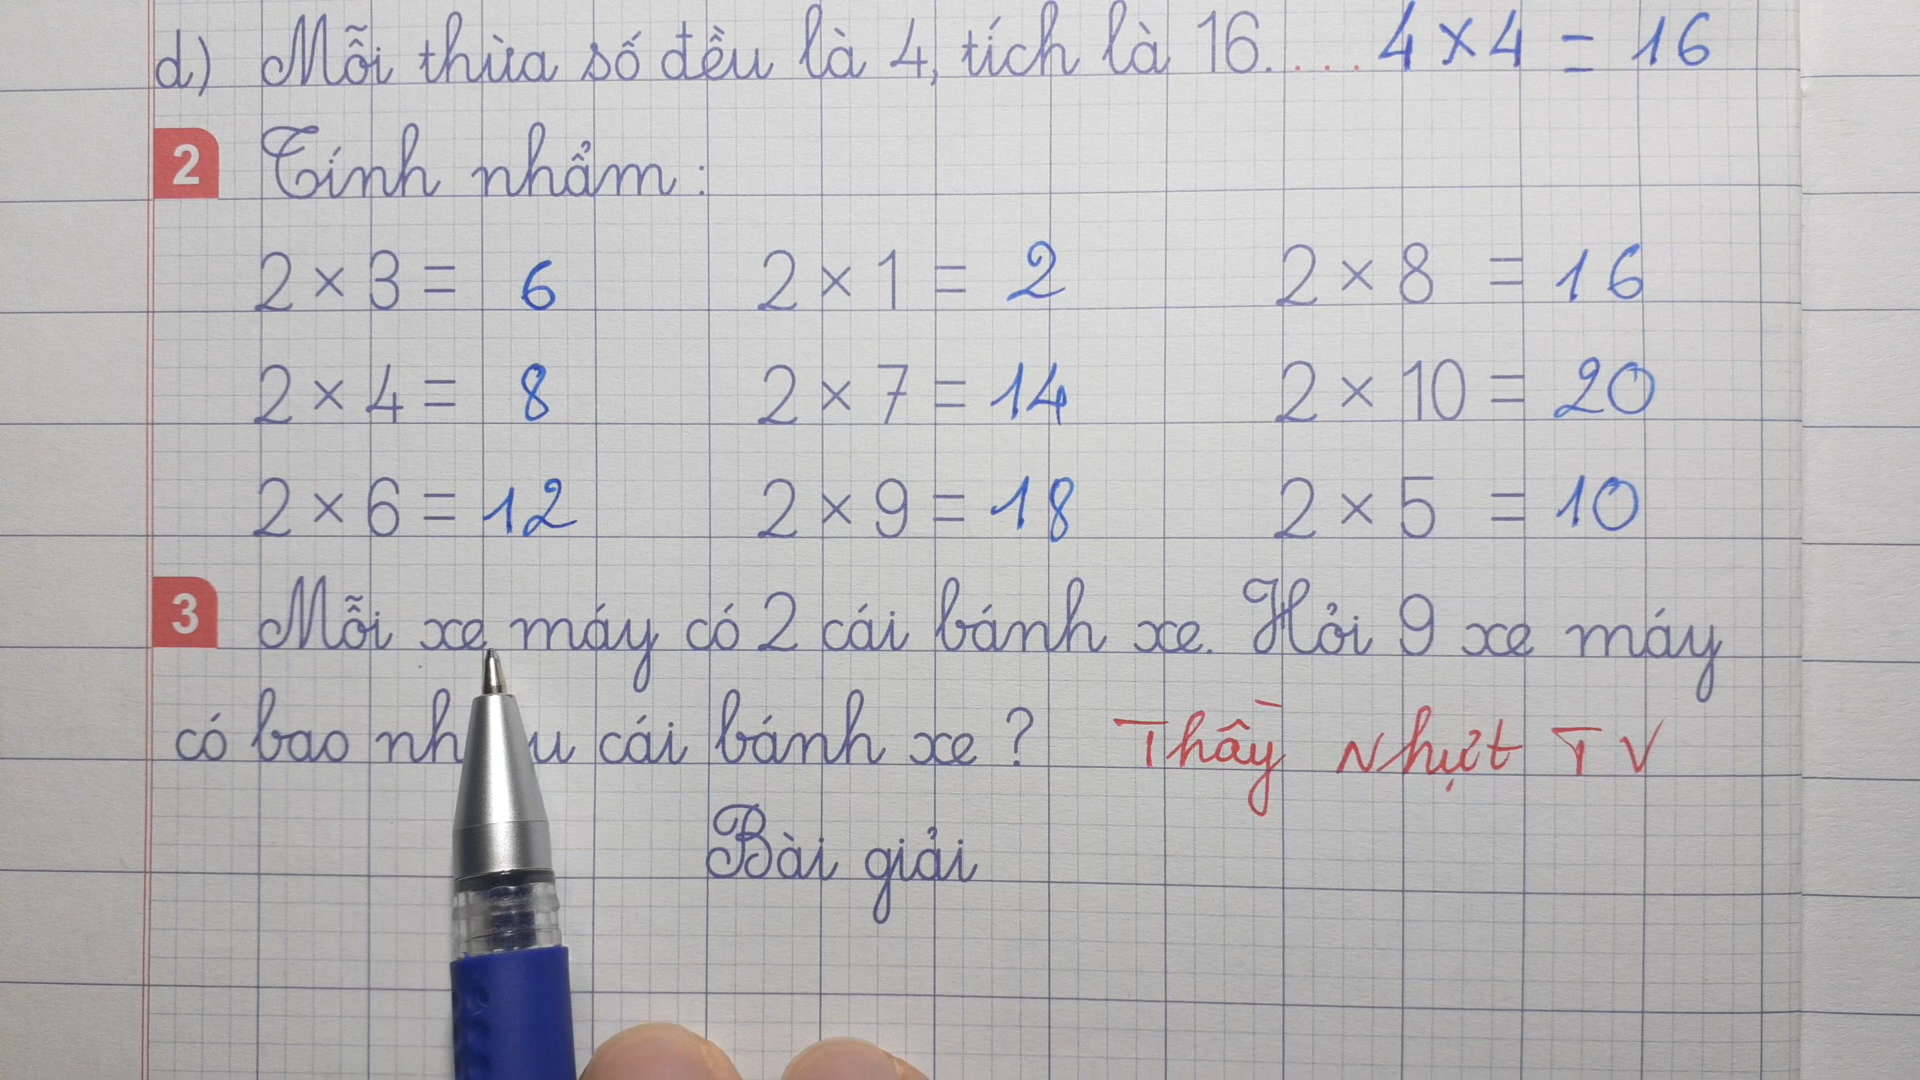 d) Mỗi thừa số đều là 4, tích là 16.... 4 × 4 = 16
2 Tính nhẩm:
2 × 3 = 6 2 × 1 = 2 2 × 8 = 16
2 × 4 = 8 2 × 7 = 14 2 × 10 = 20
2 × 6 = 12 2 × 9 = 18 2 × 5 = 10
3 Mỗi xe máy có 2 cái bánh xe. Hỏi 9 xe máy
có bao cái bánh xe? Thầy Nhựt TV
Bài giải